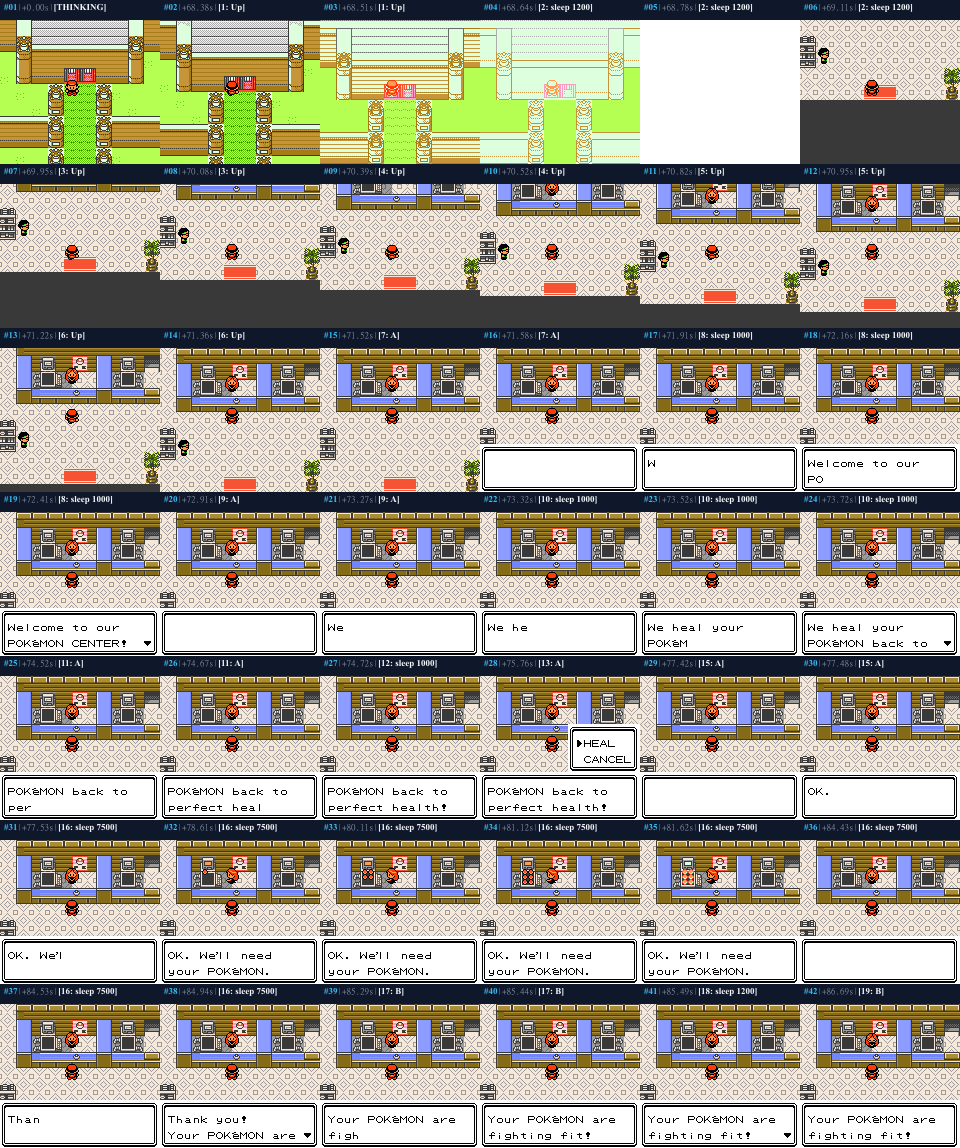 #01|+0.00s|[THINKING]
#02|+68.38s|[1: Up]
#03|+68.51s|[1: Up]
#04|+68.64s|[2: sleep 1200]
#05|+68.78s|[2: sleep 1200]
#06|+69.11s|[2: sleep 1200]
#07|+69.95s|[3: Up]
#08|+70.08s|[3: Up]
#09|+70.39s|[4: Up]
#10|+70.52s|[4: Up]
#11|+70.82s|[5: Up]
#12|+70.95s|[5: Up]
#13|+71.22s|[6: Up]
#14|+71.36s|[6: Up]
#15|+71.52s|[7: A]
#16|+71.58s|[7: A]
#17|+71.91s|[8: sleep 1000]
W
#18|+72.16s|[8: sleep 1000]
Welcome to our
PO
#19|+72.41s|[8: sleep 1000]
Welcome to our
POKéMON CENTER!
#20|+72.91s|[9: A]
#21|+73.27s|[9: A]
We
#22|+73.32s|[10: sleep 1000]
We he
#23|+73.52s|[10: sleep 1000]
We heal your
POKéM
#24|+73.72s|[10: sleep 1000]
We heal your
POKéMON back to
#25|+74.52s|[11: A]
POKéMON back to
per
#26|+74.67s|[11: A]
POKéMON back to
perfect heal
#27|+74.72s|[12: sleep 1000]
POKéMON back to
perfect health!
#28|+75.76s|[13: A]
HEAL
CANCEL
POKéMON back to
perfect health!
#29|+77.42s|[15: A]
#30|+77.48s|[15: A]
OK.
#31|+77.53s|[16: sleep 7500]
OK. We'l
#32|+78.61s|[16: sleep 7500]
OK. We'll need
your POKéMON.
#33|+80.11s|[16: sleep 7500]
OK. We'll need
your POKéMON.
#34|+81.12s|[16: sleep 7500]
OK. We'll need
your POKéMON.
#35|+81.62s|[16: sleep 7500]
OK. We'll need
your POKéMON.
#36|+84.43s|[16: sleep 7500]
#37|+84.53s|[16: sleep 7500]
Than
#38|+84.94s|[16: sleep 7500]
Thank you!
Your POKéMON are
#39|+85.29s|[17: B]
Your POKéMON are
figh
#40|+85.44s|[17: B]
Your POKéMON are
fighting fit!
#41|+85.49s|[18: sleep 1200]
Your POKéMON are
fighting fit!
#42|+86.69s|[19: B]
Your POKéMON are
fighting fit!